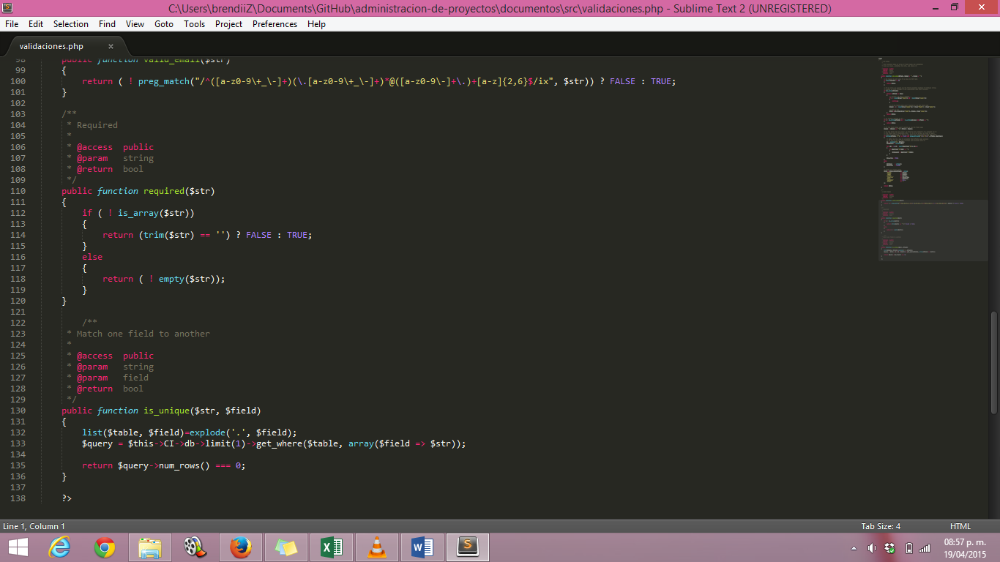 C:\Users\brendiiZ\Documents\GitHub\administracion-de-proyectos\documentos\src\validaciones.php - Sublime Text 2 (UNREGISTERED)
File Edit Selection Find View Goto Tools Project Preferences Help
validaciones.php ×
98 public function valid_email($str)
99 {
100 return ( ! preg_match("/^([a-z0-9\+_\-]+)(\.[a-z0-9\+_\-]+)*@([a-z0-9\-]+\.)+[a-z]{2,6}$/ix", $str)) ? FALSE : TRUE;
101 }
102
103 /**
104 * Required
105 *
106 * @access public
107 * @param string
108 * @return bool
109 */
110 public function required($str)
111 {
112 if ( ! is_array($str))
113 {
114 return (trim($str) == '') ? FALSE : TRUE;
115 }
116 else
117 {
118 return ( ! empty($str));
119 }
120 }
121
122 /**
123 * Match one field to another
124 *
125 * @access public
126 * @param string
127 * @param field
128 * @return bool
129 */
130 public function is_unique($str, $field)
131 {
132 list($table, $field)=explode('.', $field);
133 $query = $this->CI->db->limit(1)->get_where($table, array($field => $str));
134
135 return $query->num_rows() === 0;
136 }
137
138 ?>
Line 1, Column 1 Tab Size: 4 HTML
08:57 p. m.
19/04/2015